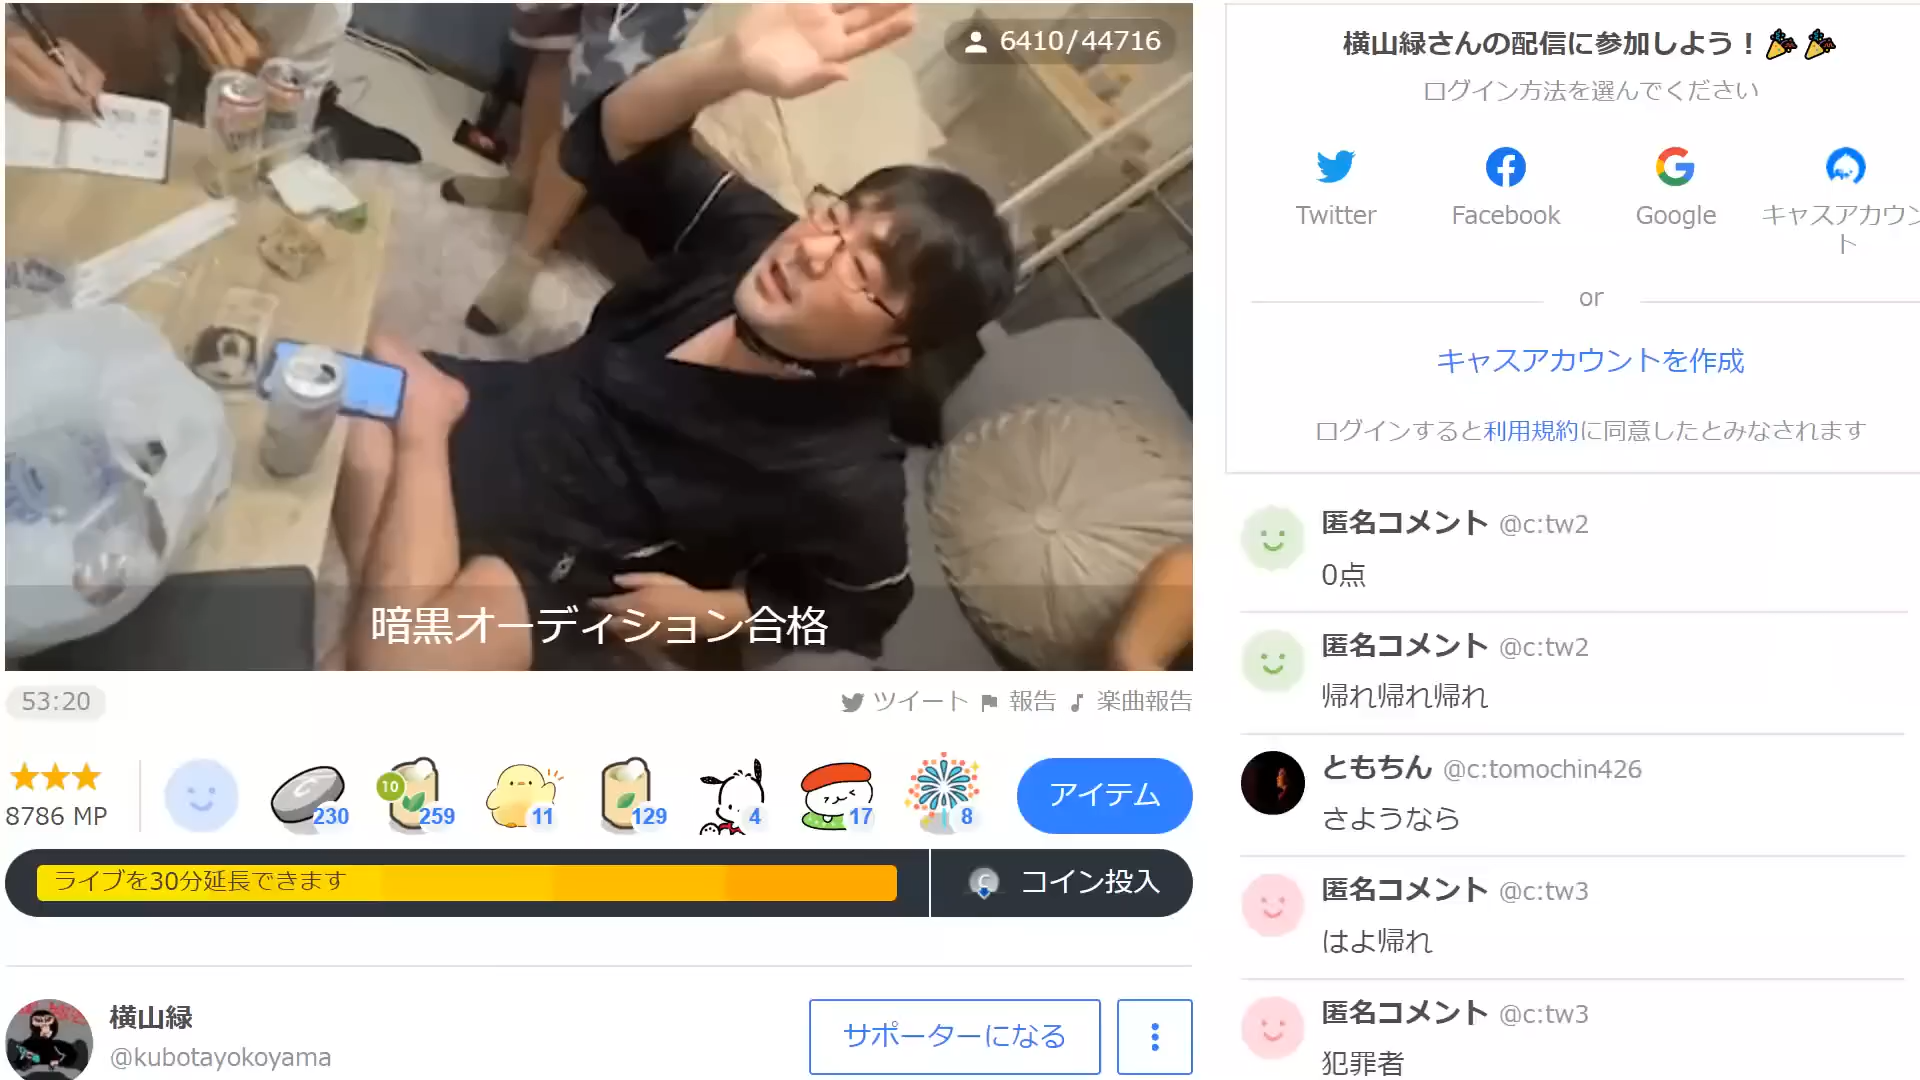 6410/44716
暗黒オーディション合格
53:20
ツイート 報告 楽曲報告
8786 MP
230
10
259
11
129
4
17
8
アイテム
ライブを30分延長できます
コイン投入
横山緑
@kubotayokoyama
サポーターになる
横山緑さんの配信に参加しよう！
ログイン方法を選んでください
Twitter
Facebook
Google
キャスアカウン
ト
or
キャスアカウントを作成
ログインすると利用規約に同意したとみなされます
匿名コメント @c:tw2
0点
匿名コメント @c:tw2
帰れ帰れ帰れ
ともちん @c:tomochin426
さようなら
匿名コメント @c:tw3
はよ帰れ
匿名コメント @c:tw3
犯罪者